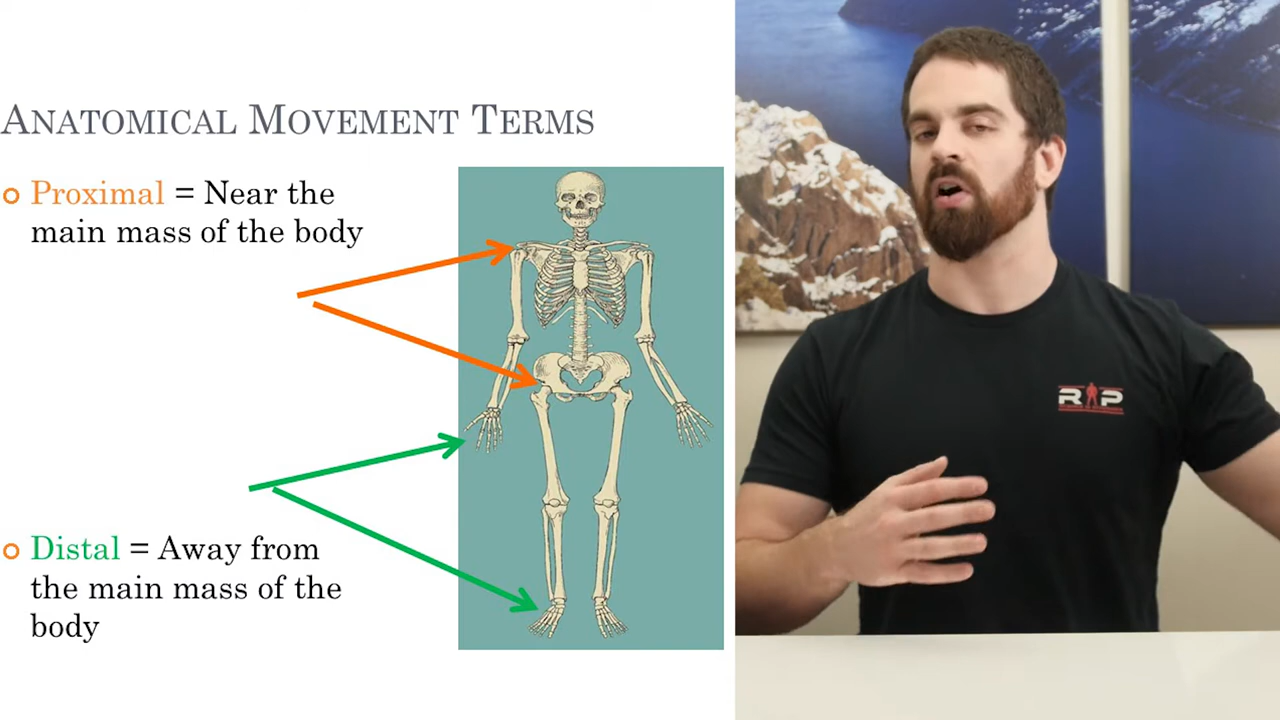 ANATOMICAL MOVEMENT TERMS
Proximal = Near the
main mass of the body
Distal = Away from
the main mass of the
body
RP